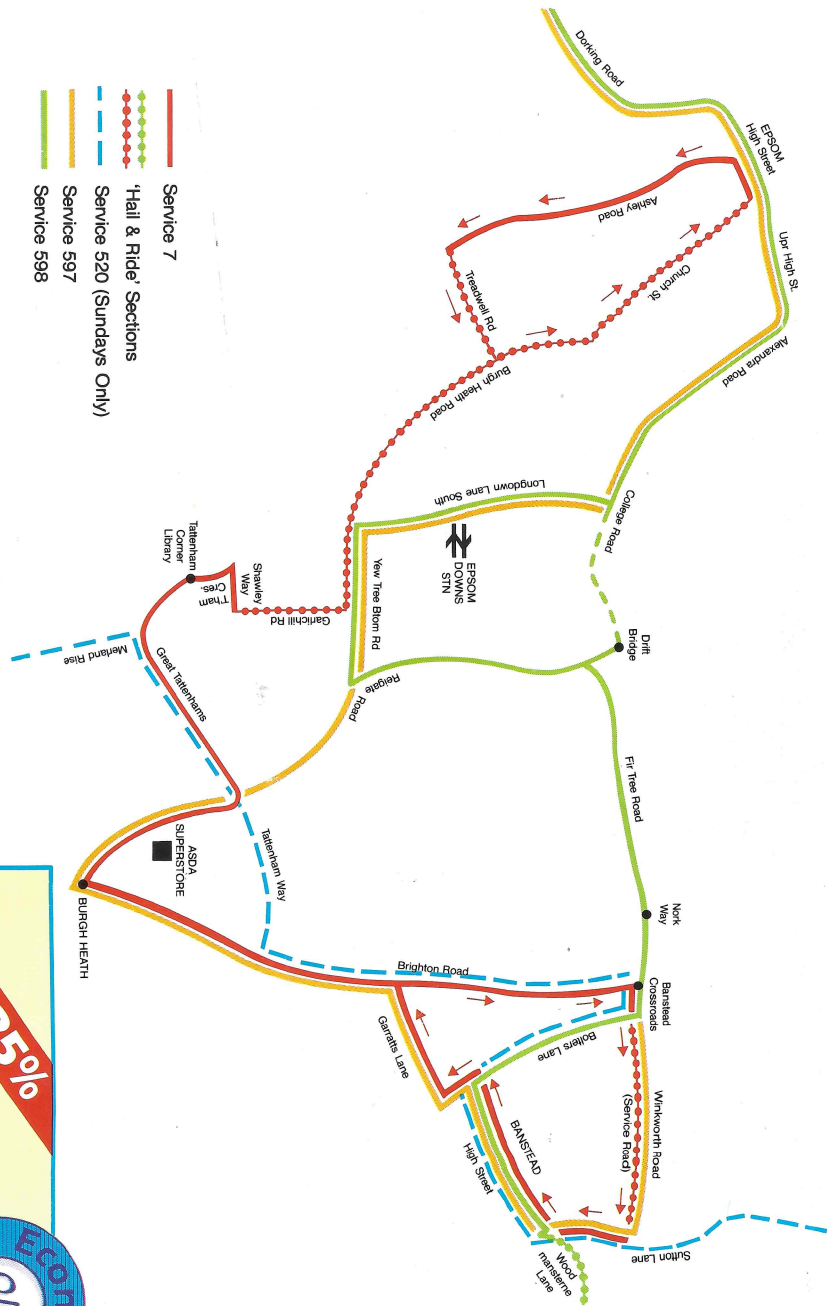 Dorking Road
EPSOM
High Street
Upr High St.
Alexandra Road
Ashley Road
Church St.
Treadwell Rd
Burgh Heath Road
College Road
Longdown Lane South
EPSOM
DOWNS
STN
Yew Tree Btom Rd
Drift
Bridge
Reigate
Road
Fir Tree Road
Nork
Way
Banstead
Crossroads
Shawley
Way
T'ham
Cres.
Garlichill Rd
Tattenham
Corner
Library
Merland Rise
Great Tattenhams
Tattenham Way
ASDA
SUPERSTORE
BURGH HEATH
Brighton Road
Garratts Lane
Bolters Lane
Winkworth Road
(Service Road)
BANSTEAD
High Street
Sutton Lane
Wood
mansterne
Lane
Service 7
'Hail & Ride' Sections
Service 520 (Sundays Only)
Service 597
Service 598
5%
Econ